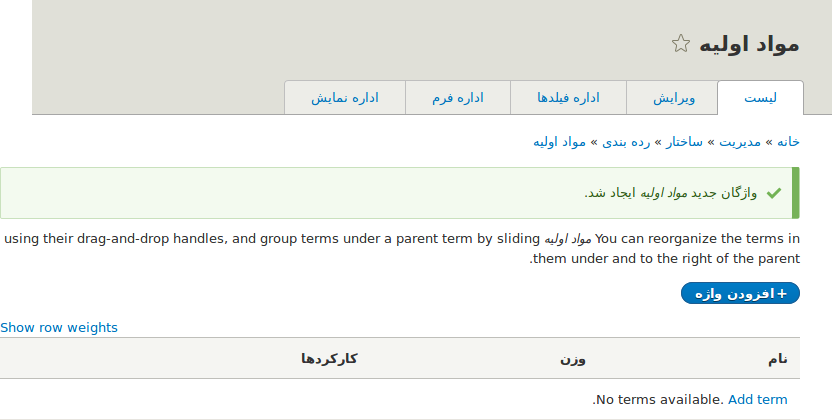 مواد اولیه
لیست ویرایش اداره فیلدها اداره فرم اداره نمایش
خانه » مدیریت » ساختار » رده بندی » مواد اولیه
واژگان جدید مواد اولیه ایجاد شد.
You can reorganize the terms in مواد اولیه using their drag-and-drop handles, and group terms under a parent term by sliding
them under and to the right of the parent.
+ افزودن واژه
Show row weights
نام وزن کارکردها
No terms available. Add term.